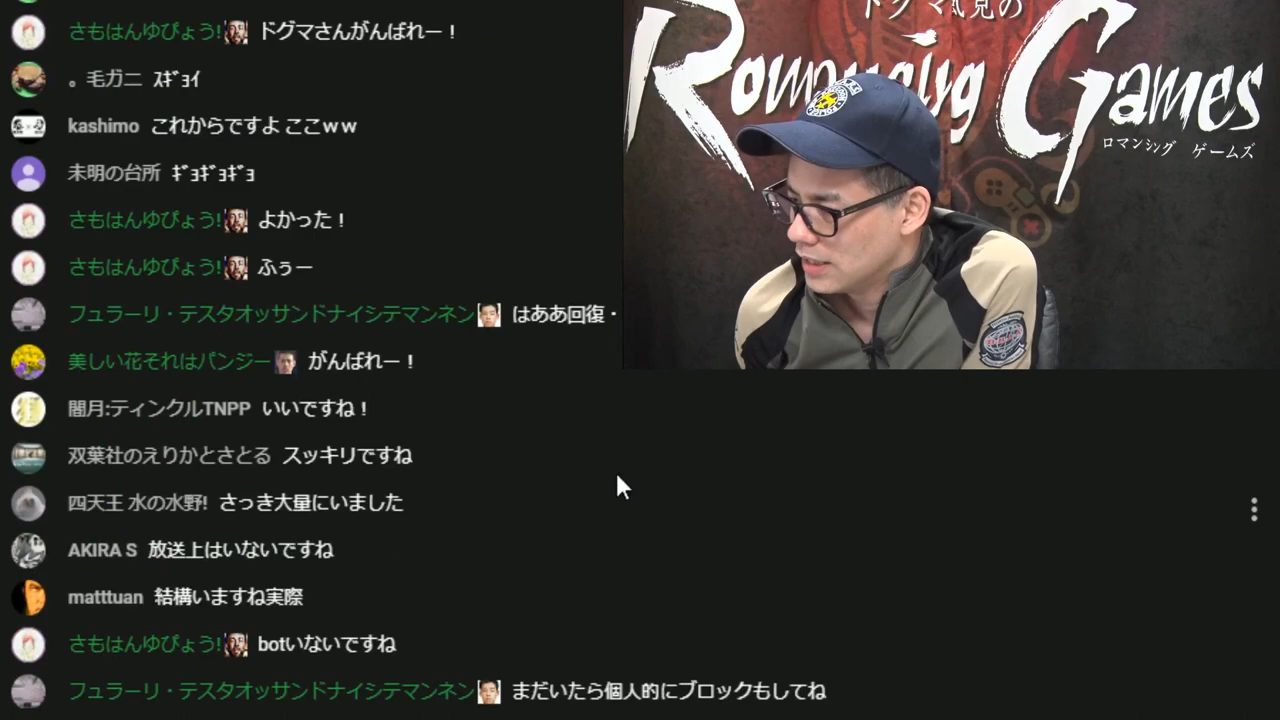 さもはんゆぴょう! ドグマさんがんばれー！
。毛ガニ ｽｷﾞｮｲ
kashimo これからですよ ここｗｗ
未明の台所 ｷﾞｮｷﾞｮｷﾞｮ
さもはんゆぴょう! よかった！
さもはんゆぴょう! ふぅー
フュラーリ・テスタオッサンドナイシテマンネン はああ回復・
美しい花それはパンジー がんばれー！
闇月:ティンクルTNPP いいですね！
双葉社のえりかとさとる スッキリですね
四天王 水の水野! さっき大量にいました
AKIRA S 放送上はいないですね
matttuan 結構いますね実際
さもはんゆぴょう! botいないですね
フュラーリ・テスタオッサンドナイシテマンネン まだいたら個人的にブロックもしてね
ドグマ風見の
Romancing Games
ロマンシング ゲームズ